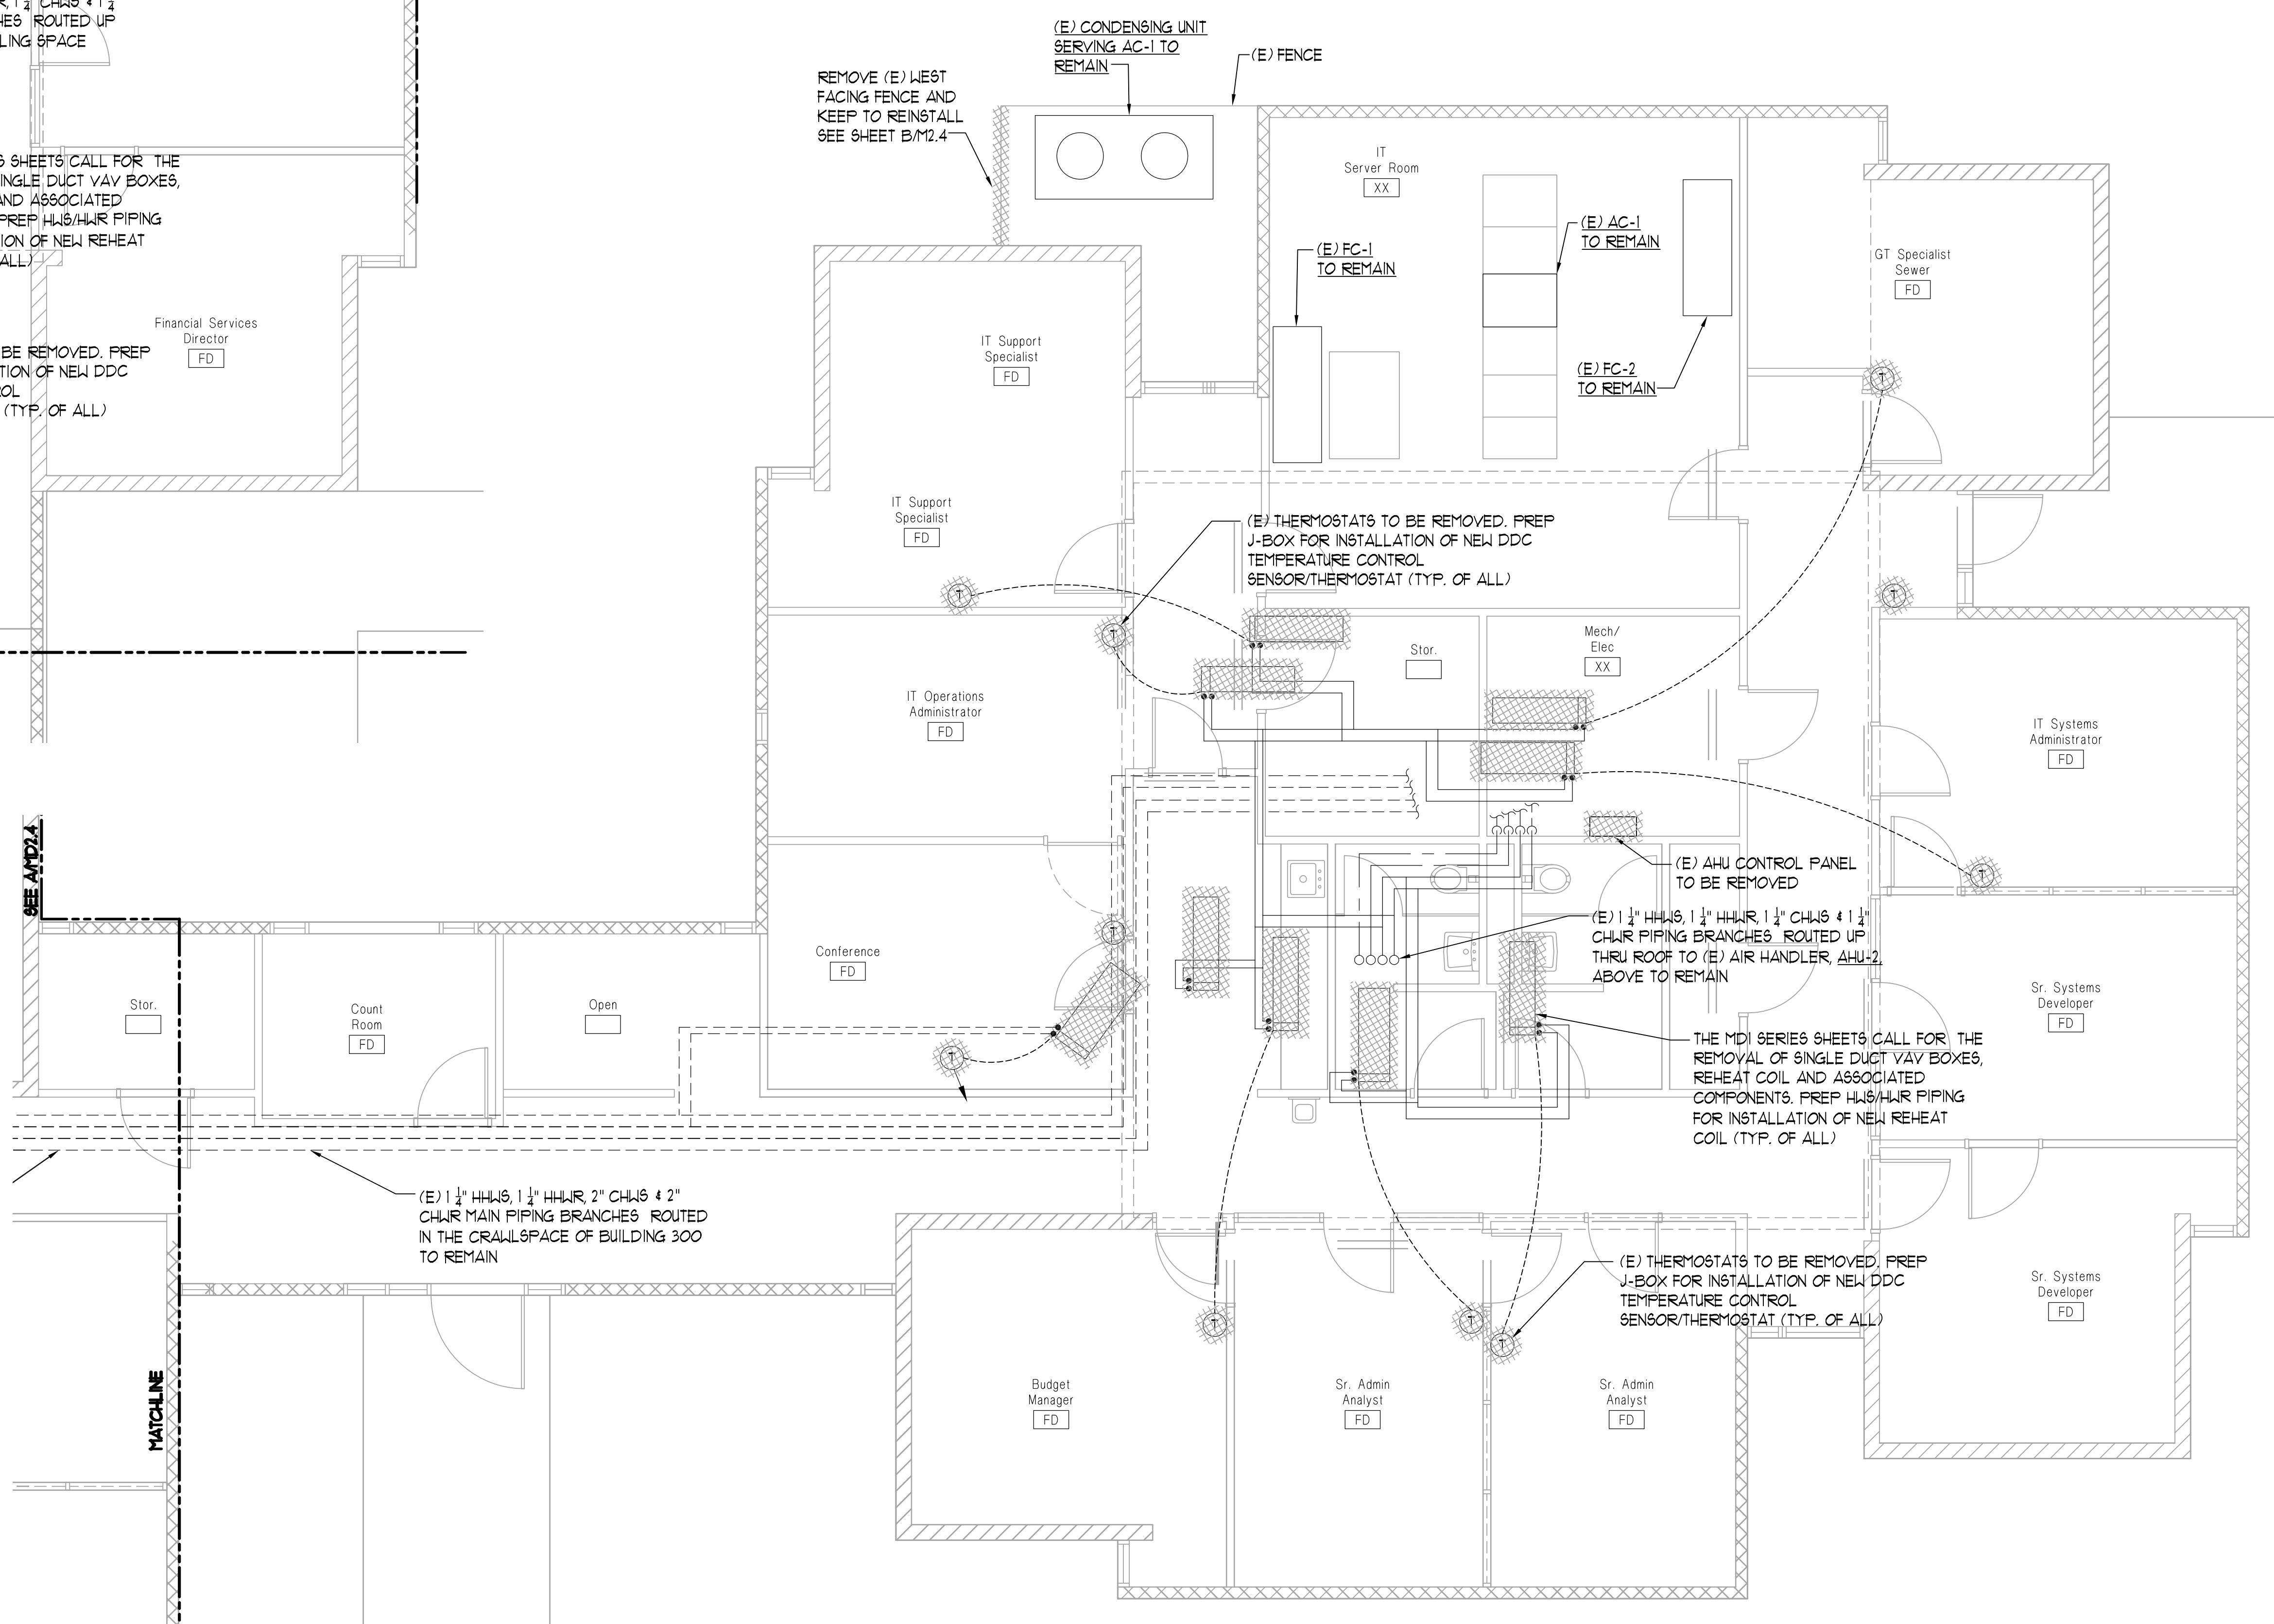 1 1/4" CHWS & 1 1/4
ROUTED UP
SPACE
SHEETS CALL FOR THE
SINGLE DUCT VAV BOXES,
AND ASSOCIATED
PREP HWS/HWR PIPING
OF NEW REHEAT
ALL)
Financial Services
Director
FD
BE REMOVED. PREP
OF NEW DDC
(TYP. OF ALL)
(E) CONDENSING UNIT
SERVING AC-1 TO
REMAIN
(E) FENCE
REMOVE (E) WEST
FACING FENCE AND
KEEP TO REINSTALL
SEE SHEET B/M2.4
IT
Server Room
XX
(E) AC-1
TO REMAIN
(E) FC-1
TO REMAIN
(E) FC-2
TO REMAIN
GT Specialist
Sewer
FD
IT Support
Specialist
FD
IT Support
Specialist
FD
(E) THERMOSTATS TO BE REMOVED. PREP
J-BOX FOR INSTALLATION OF NEW DDC
TEMPERATURE CONTROL
SENSOR/THERMOSTAT (TYP. OF ALL)
T
T
T
T
Stor.
Mech/
Elec
XX
IT Operations
Administrator
FD
IT Systems
Administrator
FD
SEE A/MD2.4
T
(E) AHU CONTROL PANEL
TO BE REMOVED
T
(E) 1 1/4" HHWS, 1 1/4" HHWR, 1 1/4" CHWS & 1 1/4"
CHWR PIPING BRANCHES ROUTED UP
THRU ROOF TO (E) AIR HANDLER, AHU-2,
ABOVE TO REMAIN
Conference
FD
Stor.
Count
Room
FD
Open
T
Sr. Systems
Developer
FD
THE MD1 SERIES SHEETS CALL FOR THE
REMOVAL OF SINGLE DUCT VAV BOXES,
REHEAT COIL AND ASSOCIATED
COMPONENTS. PREP HWS/HWR PIPING
FOR INSTALLATION OF NEW REHEAT
COIL (TYP. OF ALL)
(E) 1 1/4" HHWS, 1 1/4" HHWR, 2" CHWS & 2"
CHWR MAIN PIPING BRANCHES ROUTED
IN THE CRAWLSPACE OF BUILDING 300
TO REMAIN
(E) THERMOSTATS TO BE REMOVED. PREP
J-BOX FOR INSTALLATION OF NEW DDC
TEMPERATURE CONTROL
SENSOR/THERMOSTAT (TYP. OF ALL)
Sr. Systems
Developer
FD
T
T
T
MATCHLINE
Budget
Manager
FD
Sr. Admin
Analyst
FD
Sr. Admin
Analyst
FD